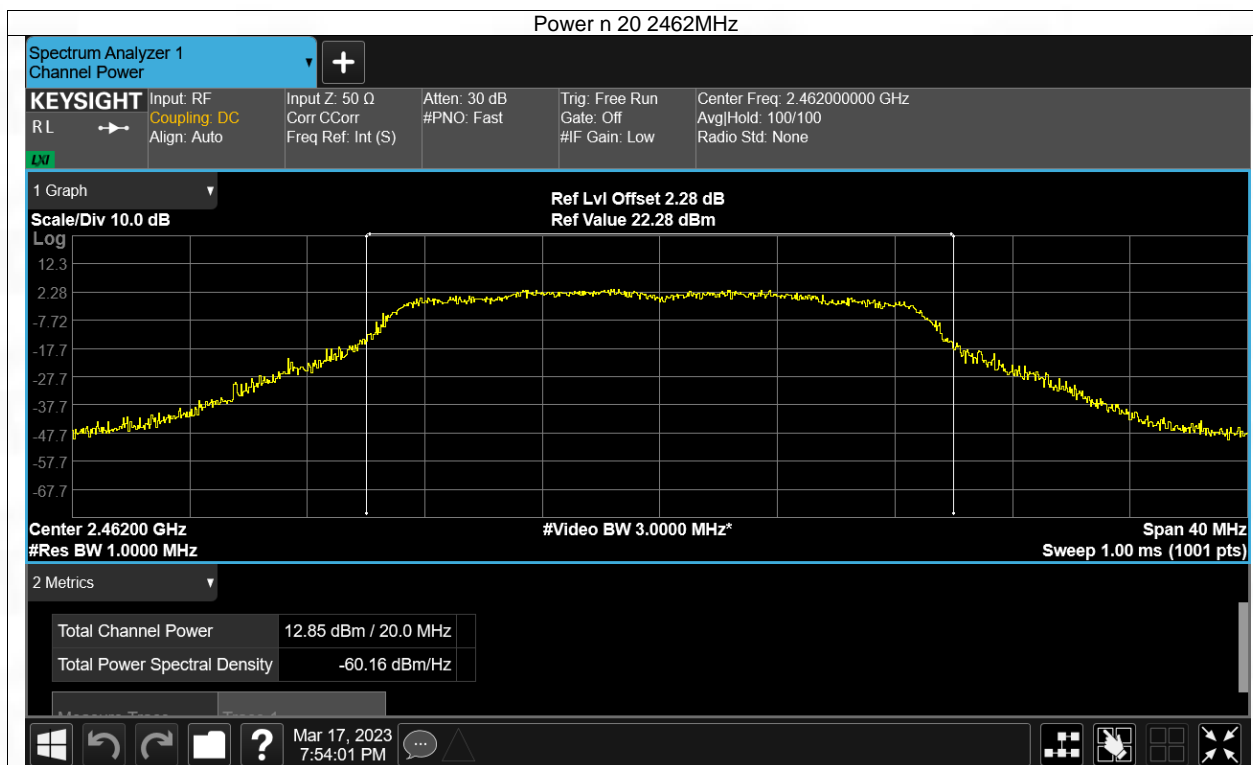 Power n 20 2462MHz
Spectrum Analyzer 1
Channel Power
+
KEYSIGHT
RL
LXI
Input: RF
Coupling: DC
Align: Auto
Input Z: 50 Ω
Corr CCorr
Freq Ref: Int (S)
Atten: 30 dB
#PNO: Fast
Trig: Free Run
Gate: Off
#IF Gain: Low
Center Freq: 2.462000000 GHz
Avg|Hold: 100/100
Radio Std: None
1 Graph
Scale/Div 10.0 dB
Ref Lvl Offset 2.28 dB
Ref Value 22.28 dBm
Log
12.3
2.28
-7.72
-17.7
-27.7
-37.7
-47.7
-57.7
-67.7
Center 2.46200 GHz
#Video BW 3.0000 MHz*
Span 40 MHz
#Res BW 1.0000 MHz
Sweep 1.00 ms (1001 pts)
2 Metrics
Total Channel Power 12.85 dBm / 20.0 MHz
Total Power Spectral Density -60.16 dBm/Hz
?
Mar 17, 2023
7:54:01 PM